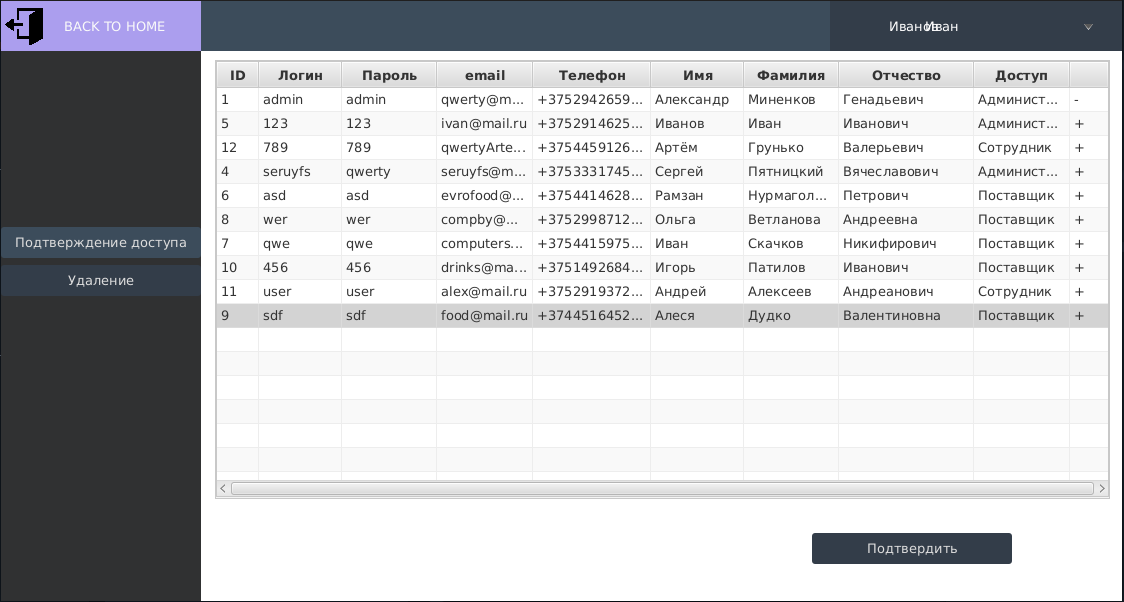 BACK TO HOME
Иванов Иван
ID Логин Пароль email Телефон Имя Фамилия Отчество Доступ
1 admin admin qwerty@m... +3752942659... Александр Миненков Генадьевич Админист... -
5 123 123 ivan@mail.ru +3752914625... Иванов Иван Иванович Админист... +
12 789 789 qwertyArte... +3754459126... Артём Грунько Валерьевич Сотрудник +
4 seruyfs qwerty seruyfs@m... +3753331745... Сергей Пятницкий Вячеславович Админист... +
6 asd asd evrofood@... +3754414628... Рамзан Нурмагол... Петрович Поставщик +
8 wer wer compby@... +3752998712... Ольга Ветланова Андреевна Поставщик +
7 qwe qwe computers... +3754415975... Иван Скачков Никифирович Поставщик +
10 456 456 drinks@ma... +3751492684... Игорь Патилов Иванович Поставщик +
11 user user alex@mail.ru +3752919372... Андрей Алексеев Андреанович Сотрудник +
9 sdf sdf food@mail.ru +3744516452... Алеся Дудко Валентиновна Поставщик +
Подтверждение доступа
Удаление
Подтвердить